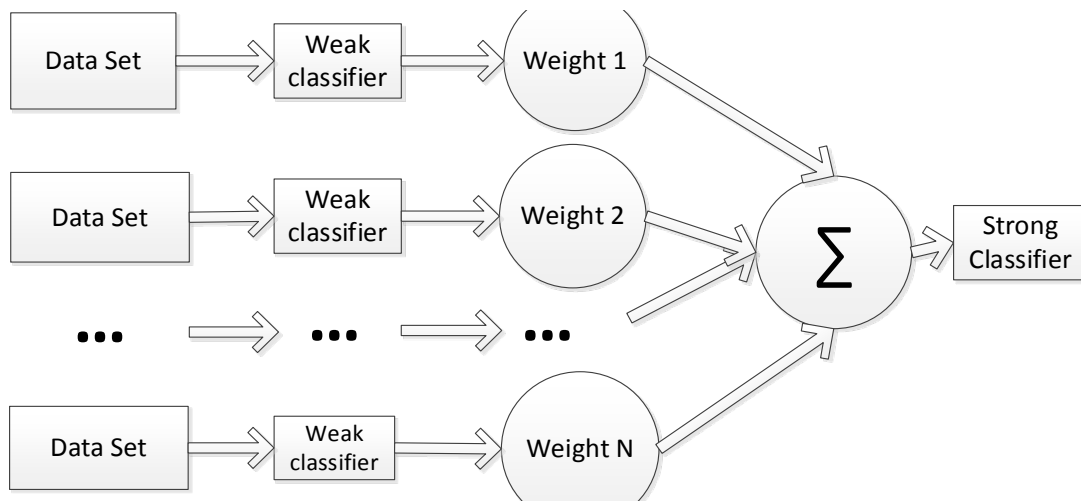 Data Set
Weak
classifier
Weight 1
Data Set
Weak
classifier
Weight 2
∑
Strong
Classifier
... ... ...
Data Set
Weak
classifier
Weight N